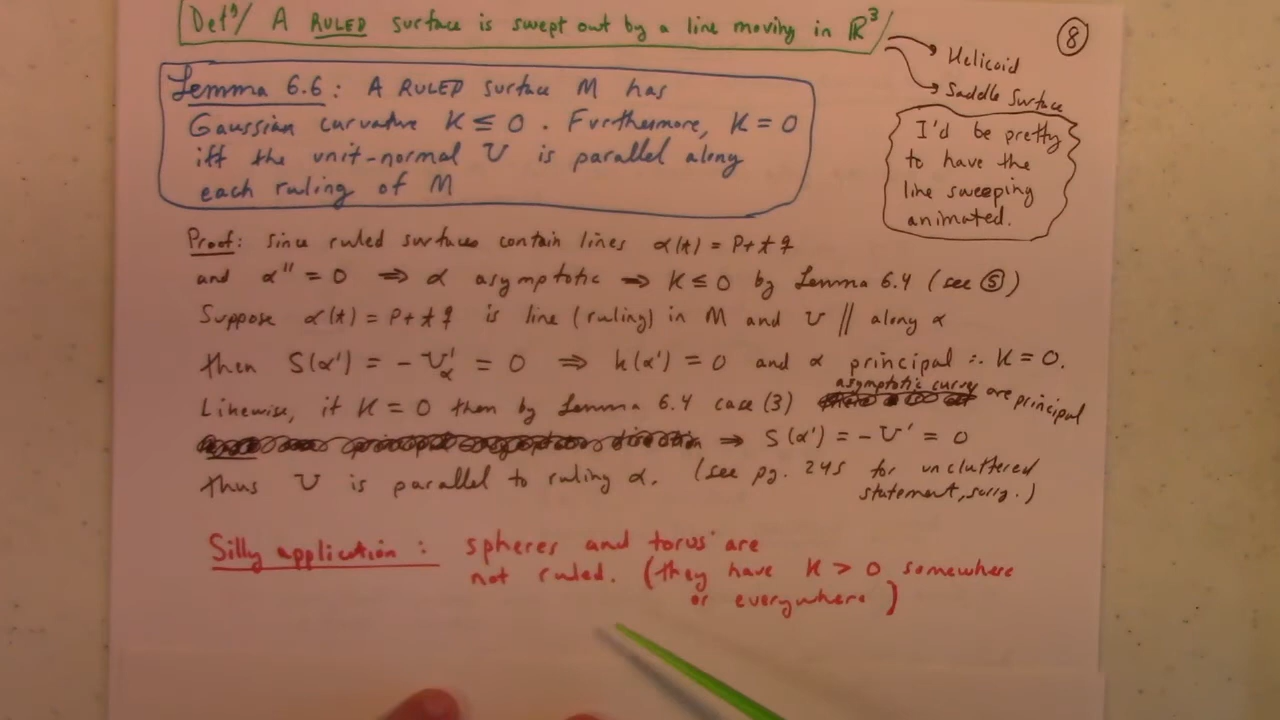 Defⁿ/ A RULED surface is swept out by a line moving in ℝ³/
⑧
→ Helicoid
→ Saddle Surface
I'd be pretty
to have the
line sweeping
animated.
Lemma 6.6: A RULED surface M has
Gaussian curvature K ≤ 0. Furthermore, K = 0
iff the unit-normal U is parallel along
each ruling of M
Proof: since ruled surfaces contain lines α(t) = p + t q
and α'' = 0 ⇒ α asymptotic ⇒ K ≤ 0 by Lemma 6.4 (see ⑤)
Suppose α(t) = p + t q is line (ruling) in M and U // along α
then S(α') = -U'α = 0 ⇒ k(α') = 0 and α principal ∴ K = 0.
Likewise, if K = 0 then by Lemma 6.4 case (3) asymptotic curves are principal
⇒ S(α') = -U' = 0
thus U is parallel to ruling α. (see pg. 245 for uncluttered
statement, sorry.)
Silly application: spheres and torus are
not ruled. (they have K > 0 somewhere
or everywhere)